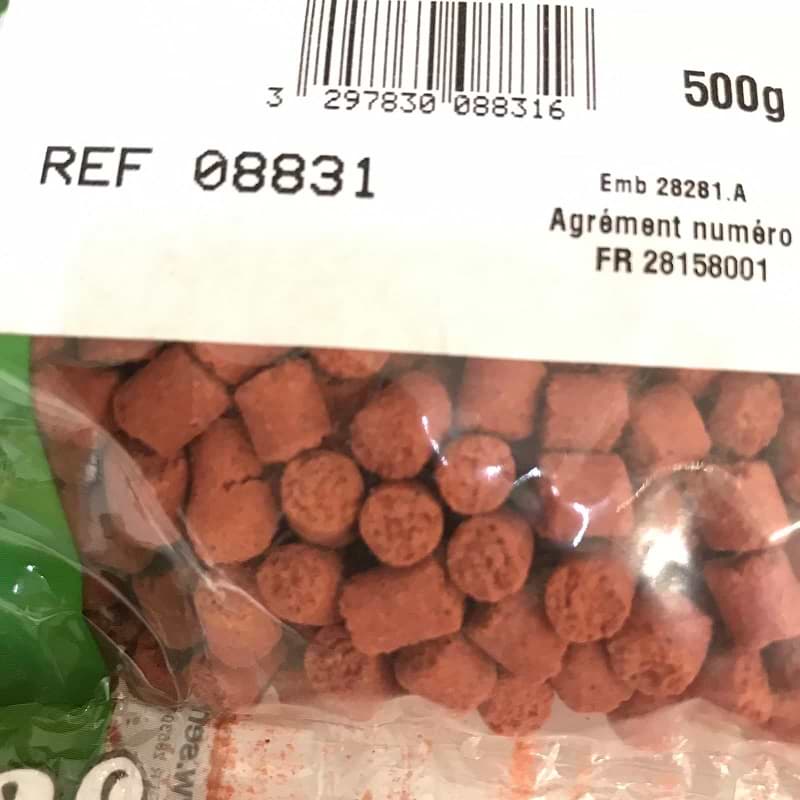 3 297830 088316
500g
REF 08831
Emb 28281.A
Agrément numéro
FR 28158001